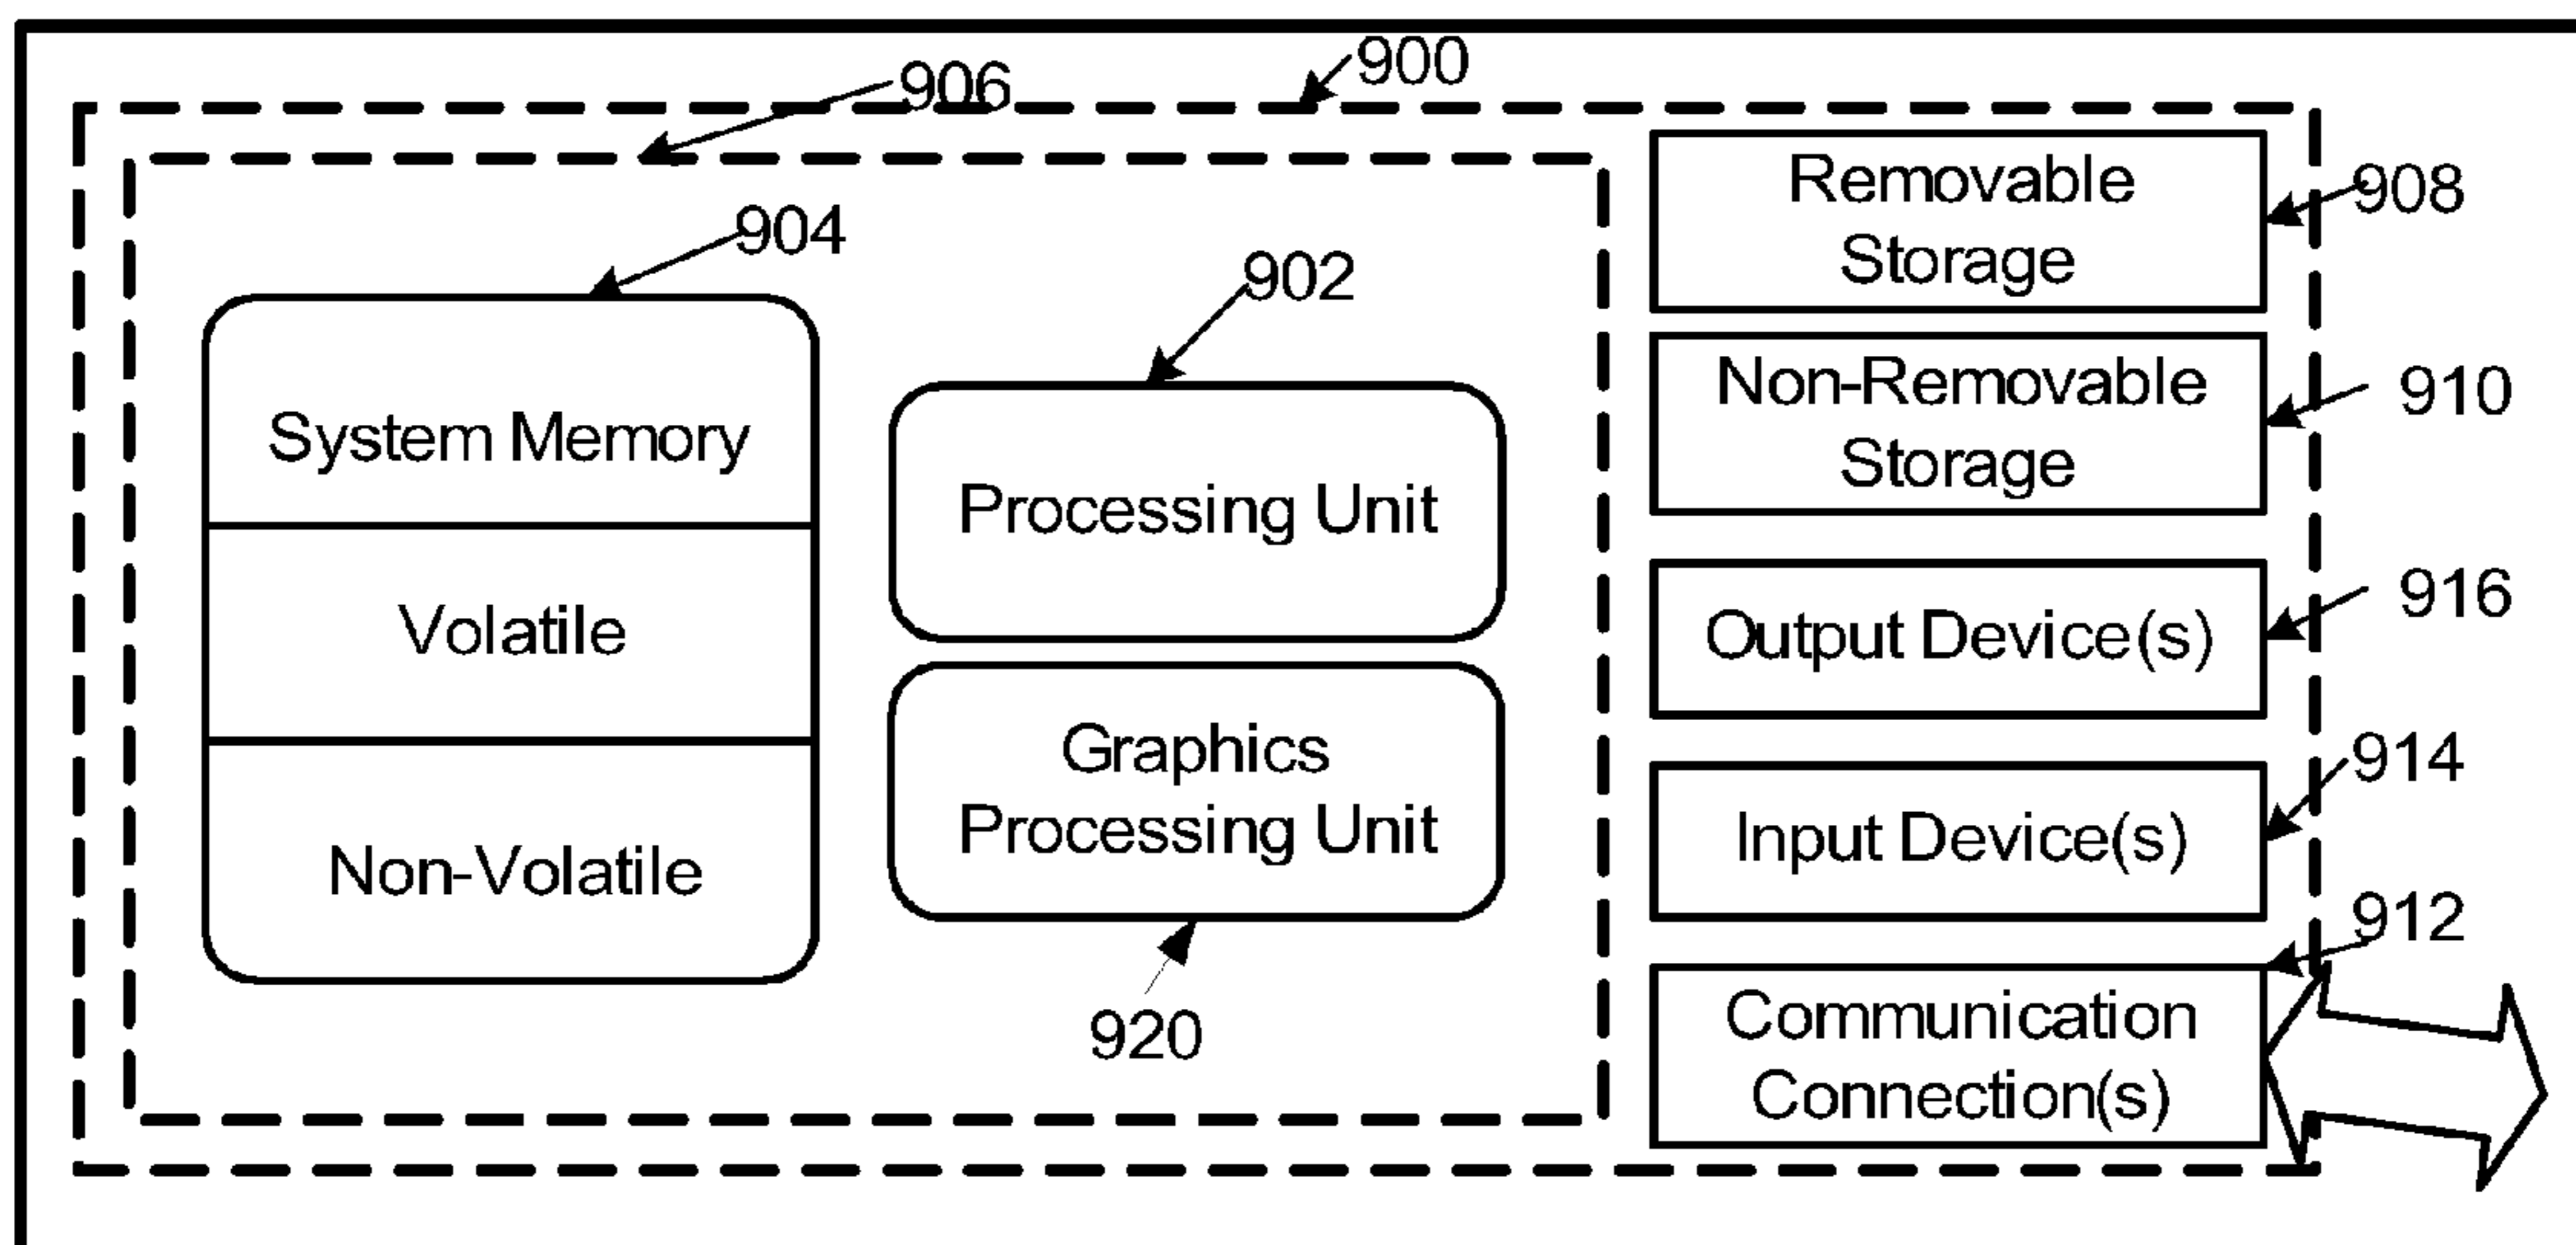 900
906
904
902
System Memory
Volatile
Non-Volatile
Processing Unit
Graphics
Processing Unit
920
Removable
Storage
908
Non-Removable
Storage
910
Output Device(s)
916
Input Device(s)
914
912
Communication
Connection(s)